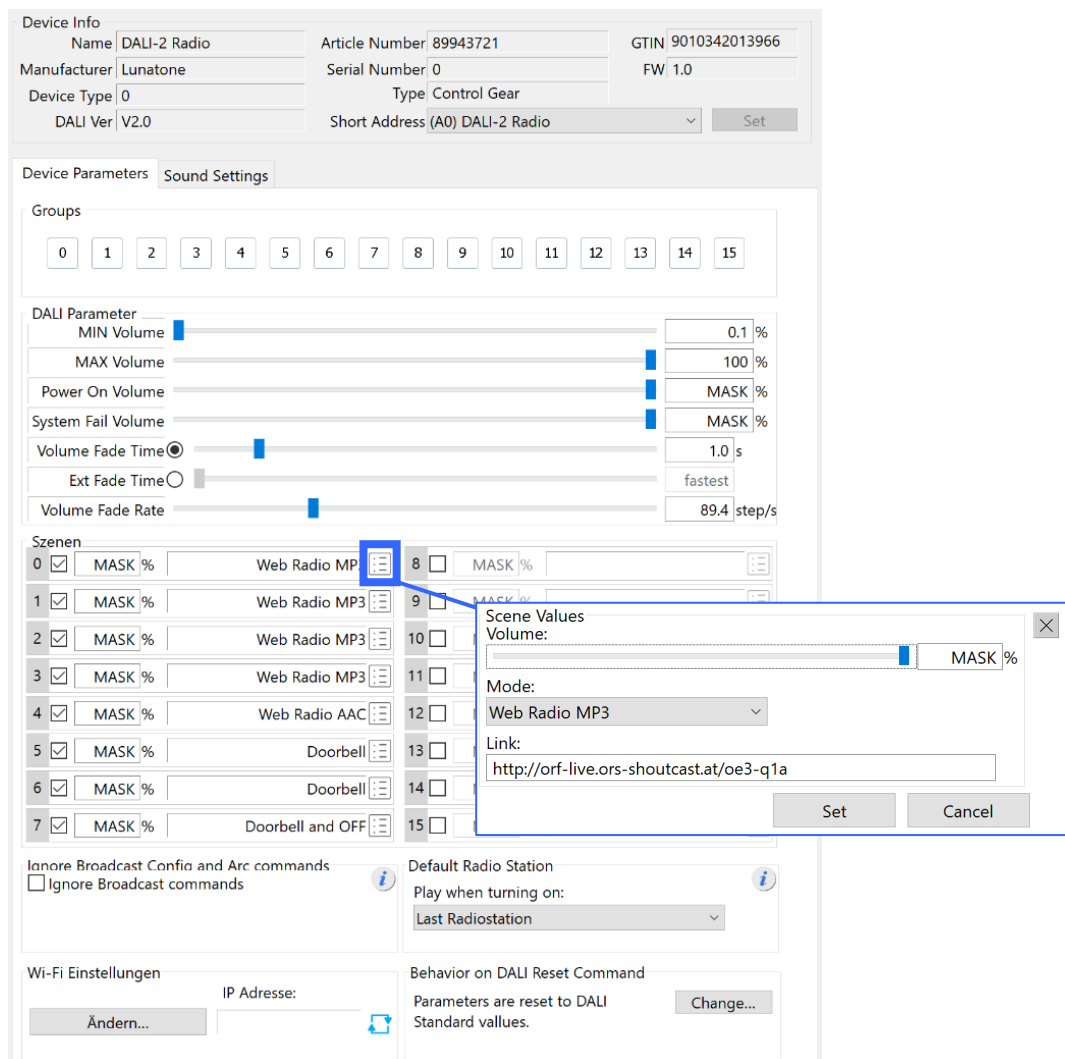 Device Info
Name DALI-2 Radio Article Number 89943721 GTIN 9010342013966
Manufacturer Lunatone Serial Number 0 FW 1.0
Device Type 0 Type Control Gear
DALI Ver V2.0 Short Address (A0) DALI-2 Radio Set
Device Parameters Sound Settings
Groups
0 1 2 3 4 5 6 7 8 9 10 11 12 13 14 15
DALI Parameter
MIN Volume 0.1 %
MAX Volume 100 %
Power On Volume MASK %
System Fail Volume MASK %
Volume Fade Time 1.0 s
Ext Fade Time fastest
Volume Fade Rate 89.4 step/s
Szenen
0 MASK % Web Radio MP3 8 MASK %
1 MASK % Web Radio MP3 9 MASK %
2 MASK % Web Radio MP3 10
3 MASK % Web Radio MP3 11
4 MASK % Web Radio AAC 12
5 MASK % Doorbell 13
6 MASK % Doorbell 14
7 MASK % Doorbell and OFF 15
Scene Values
Volume:
MASK %
Mode:
Web Radio MP3
Link:
http://orf-live.ors-shoutcast.at/oe3-q1a
Set Cancel
Ignore Broadcast Config and Arc commands
Ignore Broadcast commands
Default Radio Station
Play when turning on:
Last Radiostation
Wi-Fi Einstellungen
IP Adresse:
Ändern...
Behavior on DALI Reset Command
Parameters are reset to DALI
Standard vallues.
Change...